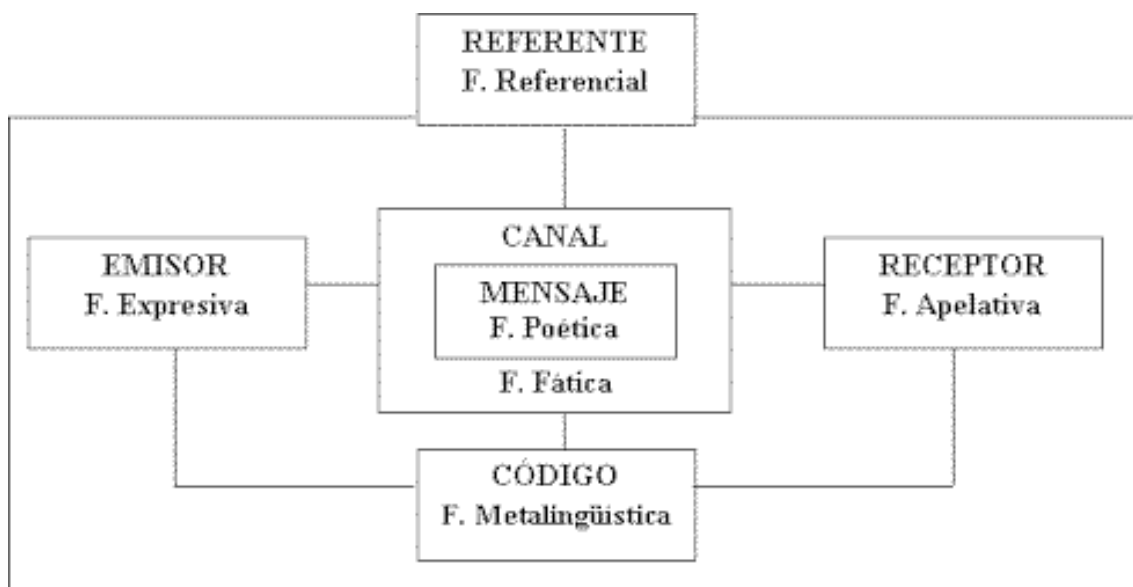 REFERENTE
F. Referencial
CANAL
EMISOR
F. Expresiva
MENSAJE
F. Poética
RECEPTOR
F. Apelativa
F. Fática
CÓDIGO
F. Metalingüística